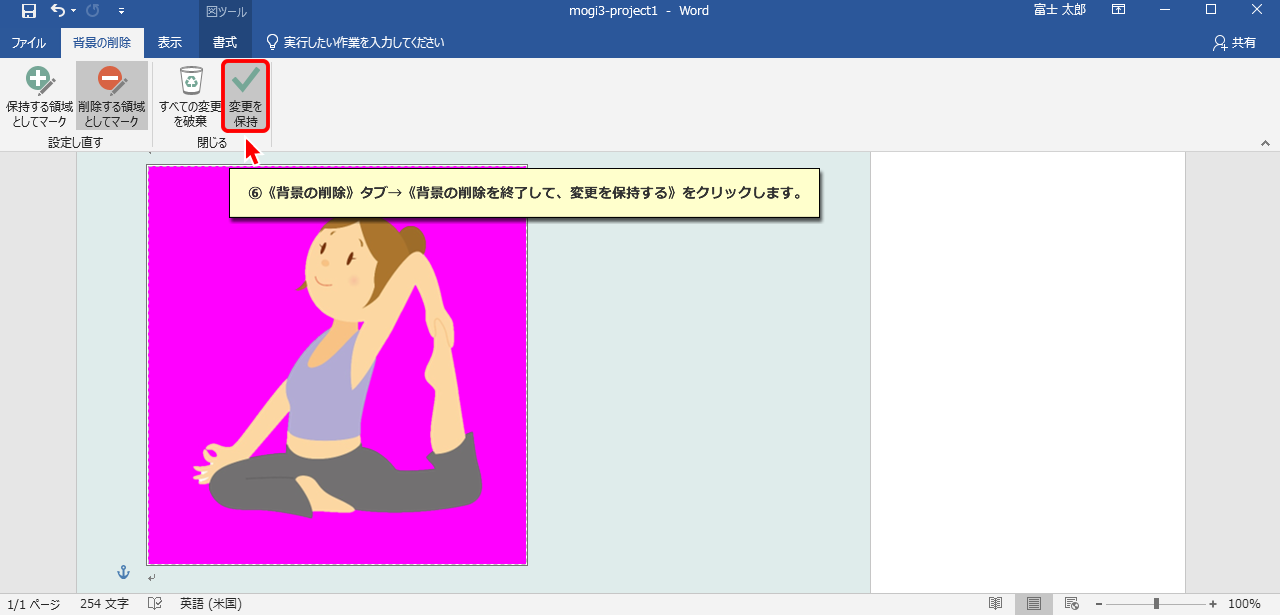 図ツール
mogi3-project1 - Word
富士 太郎
ファイル
背景の削除
表示
書式
実行したい作業を入力してください
共有
保持する領域
としてマーク
削除する領域
としてマーク
すべての変更
を破棄
変更を
保持
設定し直す
閉じる
⑥《背景の削除》タブ→《背景の削除を終了して、変更を保持する》をクリックします。
1/1 ページ
254 文字
英語 (米国)
100%